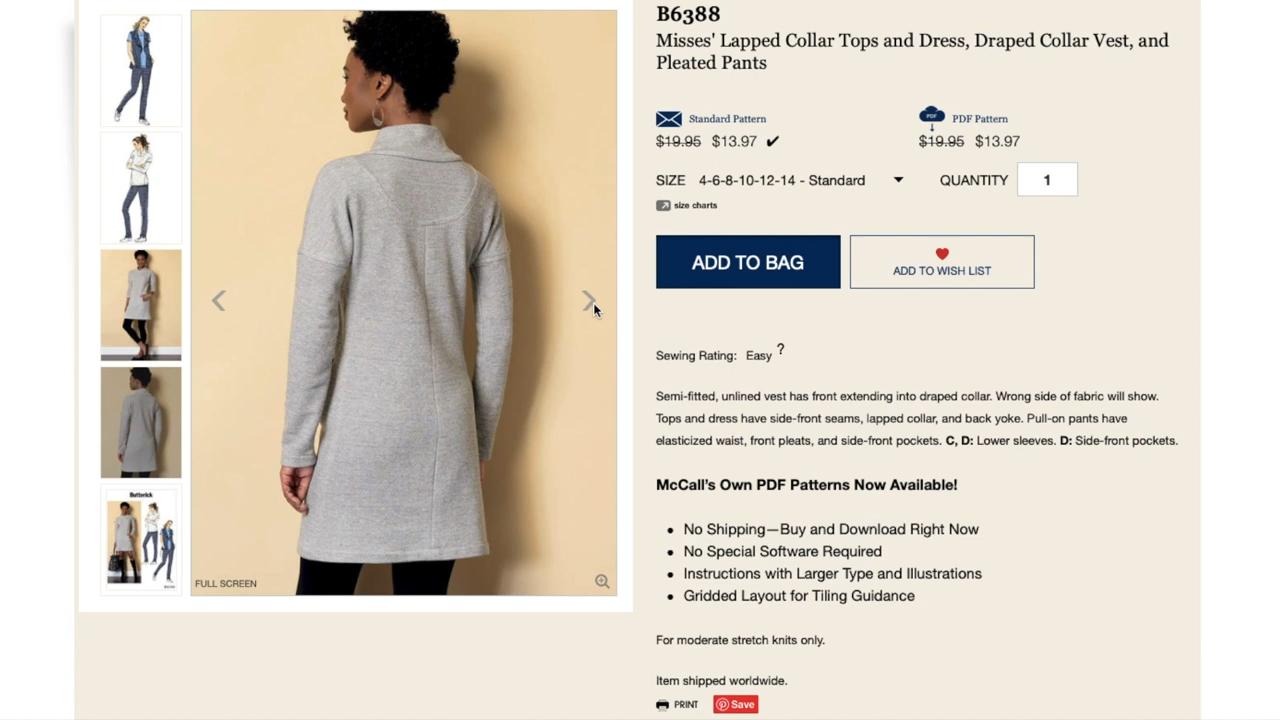 B6388
Misses' Lapped Collar Tops and Dress, Draped Collar Vest, and
Pleated Pants
Standard Pattern
$19.95 $13.97 ✔
PDF
PDF Pattern
$19.95 $13.97
SIZE 4-6-8-10-12-14 - Standard
QUANTITY 1
size charts
ADD TO BAG
ADD TO WISH LIST
Sewing Rating: Easy ?
Semi-fitted, unlined vest has front extending into draped collar. Wrong side of fabric will show.
Tops and dress have side-front seams, lapped collar, and back yoke. Pull-on pants have
elasticized waist, front pleats, and side-front pockets. C, D: Lower sleeves. D: Side-front pockets.
McCall's Own PDF Patterns Now Available!
• No Shipping—Buy and Download Right Now
• No Special Software Required
• Instructions with Larger Type and Illustrations
• Gridded Layout for Tiling Guidance
For moderate stretch knits only.
Item shipped worldwide.
PRINT
Save
Butterick
FULL SCREEN